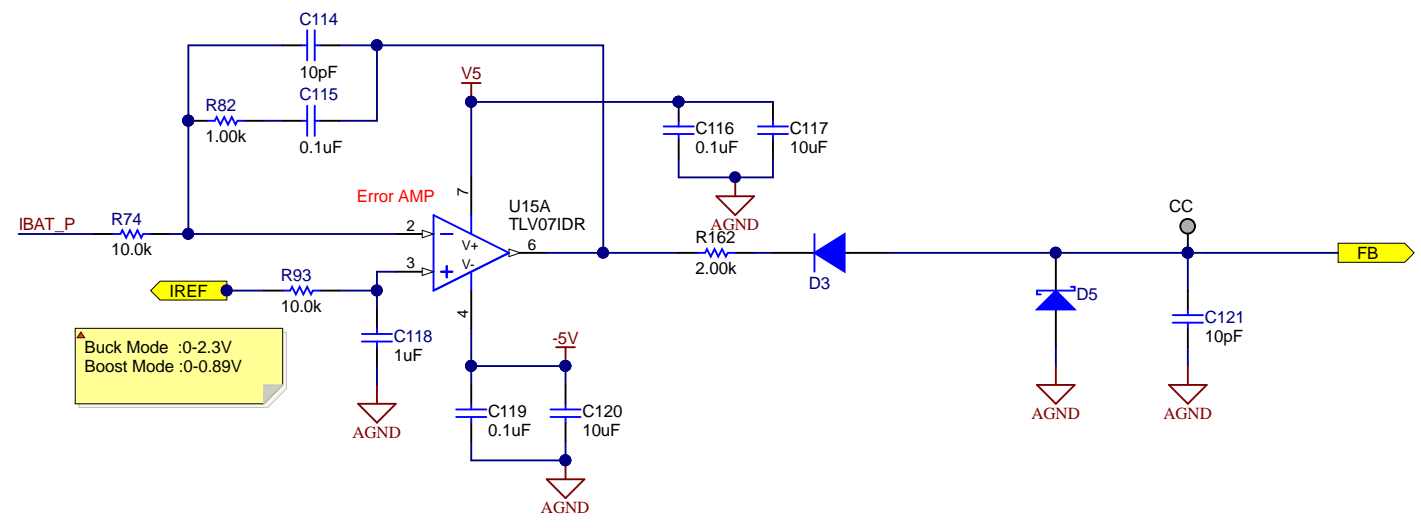 C114
10pF
C115
R82
1.00k
0.1uF
V5
C116
0.1uF
C117
10uF
AGND
Error AMP
7
U15A
TLV07IDR
IBAT_P
R74
10.0k
2
V+
V-
6
3
4
R162
2.00k
D3
CC
FB
IREF
R93
10.0k
C118
1uF
AGND
Buck Mode :0-2.3V
Boost Mode :0-0.89V
-5V
C119
0.1uF
C120
10uF
AGND
D5
AGND
C121
10pF
AGND